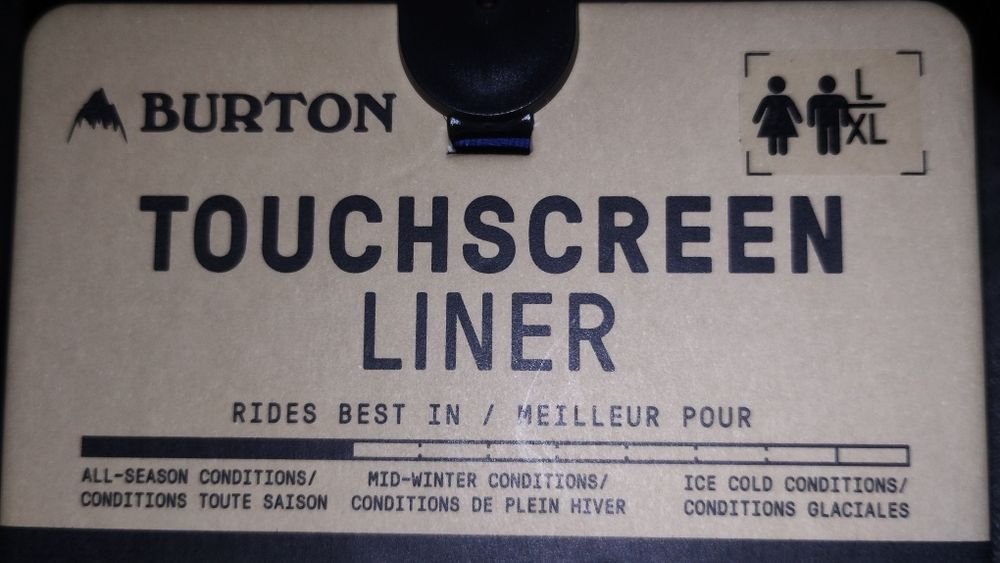 BURTON
L
XL
TOUCHSCREEN
LINER
RIDES BEST IN / MEILLEUR POUR
ALL-SEASON CONDITIONS/
CONDITIONS TOUTE SAISON
MID-WINTER CONDITIONS/
CONDITIONS DE PLEIN HIVER
ICE COLD CONDITIONS/
CONDITIONS GLACIALES